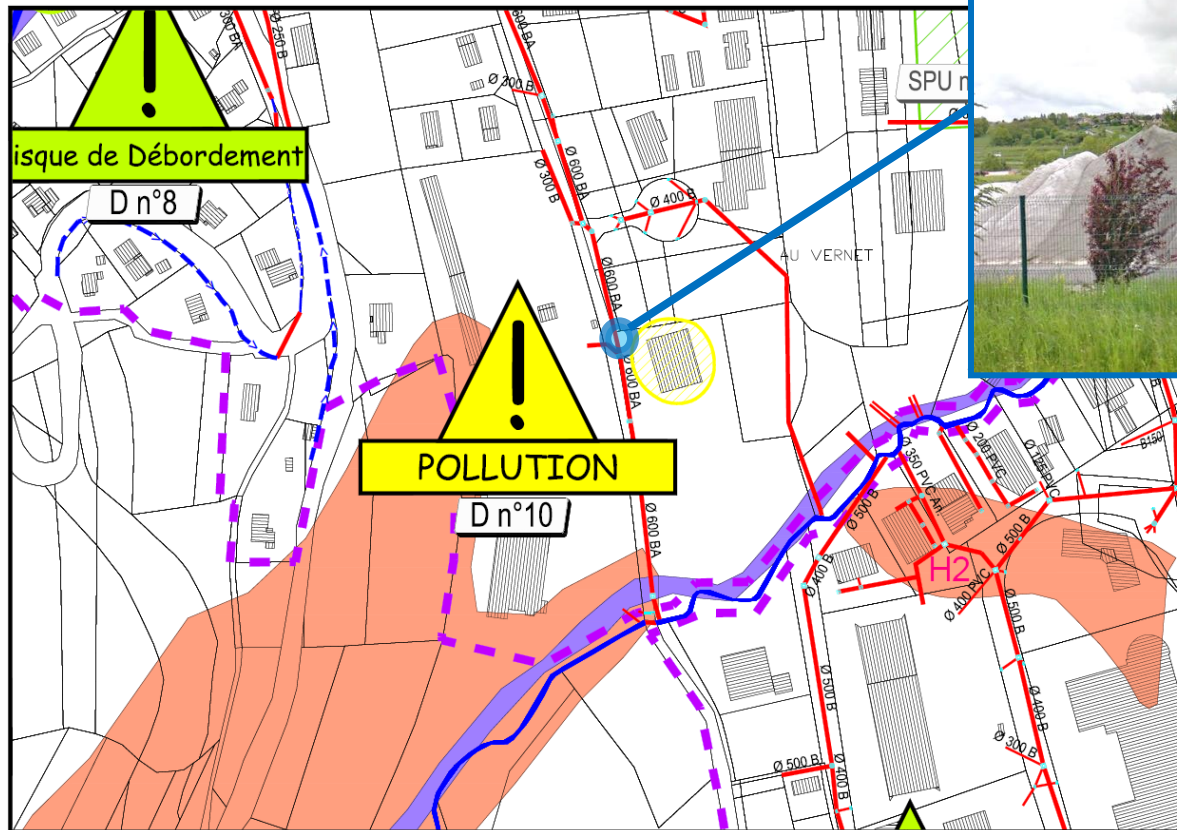 300 BA
Ø 250 B
600 BA
Ø 300 B
SPU n
isque de Débordement
D n°8
Ø 600 BA
Ø 300 B
Ø 400 B
AU VERNET
Ø 600 BA
Ø 600 BA
POLLUTION
D n°10
Ø 600 BA
Ø 200 PVC
Ø 125 PVC
B150
Ø 350 PVC An
Ø 500 B
Ø 500 B
Ø 400 B
H2
Ø 400 PVC
Ø 500 B
Ø 500 B
Ø 400 B
Ø 300 B
Ø 500 B
Ø 400 B